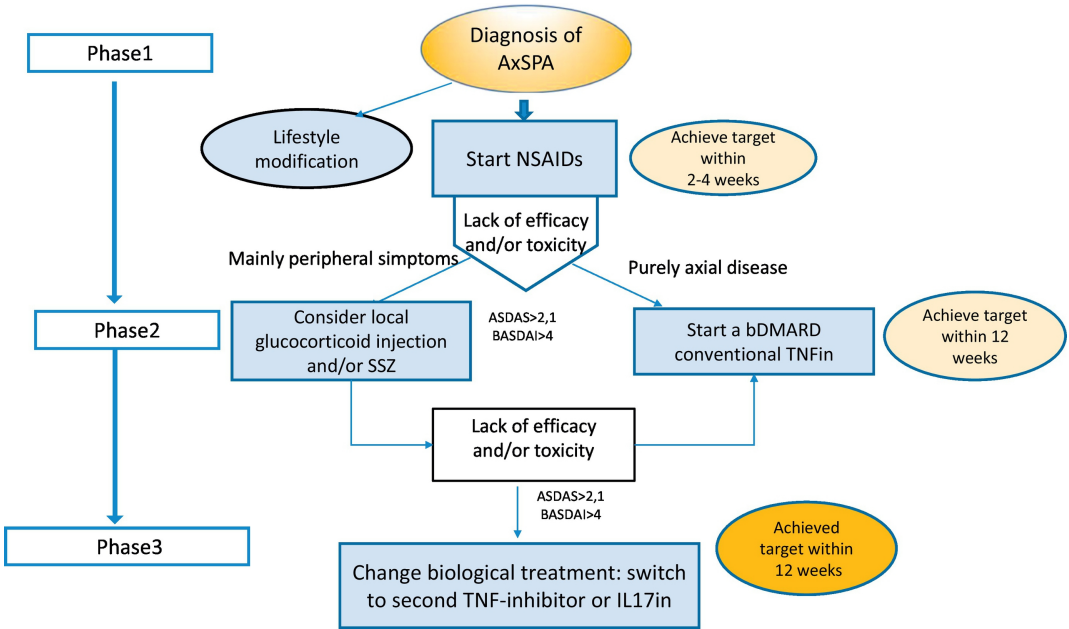 Phase1
Diagnosis of
AxSPA
Lifestyle
modification
Start NSAIDs
Achieve target
within
2-4 weeks
Lack of efficacy
and/or toxicity
Mainly peripheral simptoms
Purely axial disease
Phase2
Consider local
glucocorticoid injection
and/or SSZ
ASDAS>2,1
BASDAI>4
Start a bDMARD
conventional TNFin
Achieve target
within 12
weeks
Lack of efficacy
and/or toxicity
ASDAS>2,1
BASDAI>4
Phase3
Change biological treatment: switch
to second TNF-inhibitor or IL17in
Achieved
target within
12 weeks